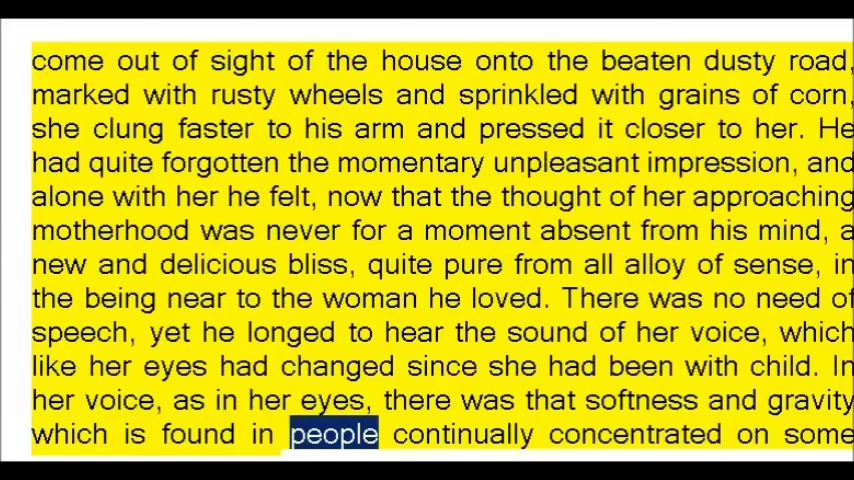 come out of sight of the house onto the beaten dusty road,
marked with rusty wheels and sprinkled with grains of corn,
she clung faster to his arm and pressed it closer to her. He
had quite forgotten the momentary unpleasant impression, and
alone with her he felt, now that the thought of her approaching
motherhood was never for a moment absent from his mind, a
new and delicious bliss, quite pure from all alloy of sense, in
the being near to the woman he loved. There was no need of
speech, yet he longed to hear the sound of her voice, which
like her eyes had changed since she had been with child. In
her voice, as in her eyes, there was that softness and gravity
which is found in people continually concentrated on some